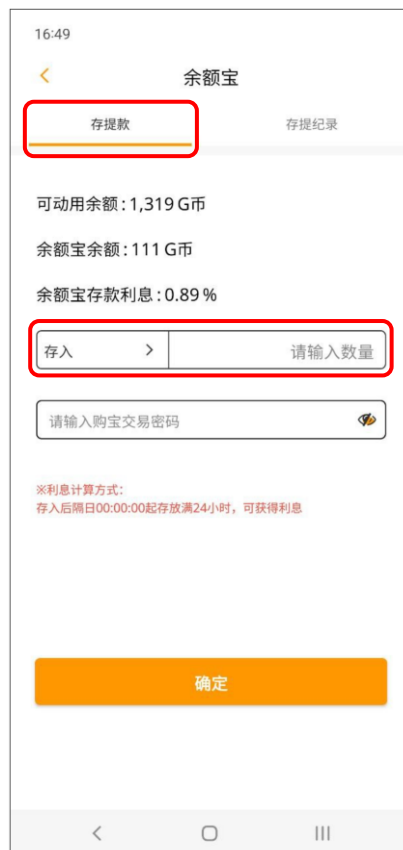 16:49
余额宝
存提款 存提纪录
可动用余额：1,319 G币
余额宝余额：111 G币
余额宝存款利息：0.89 %
存入 请输入数量
请输入购宝交易密码
※利息计算方式：
存入后隔日00:00:00起存放满24小时，可获得利息
确定